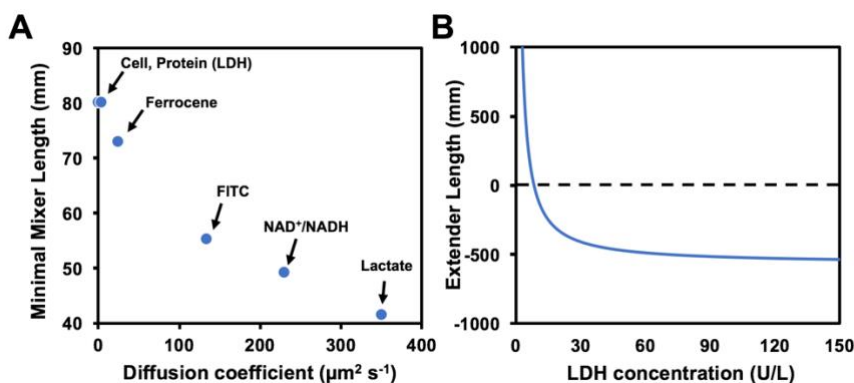 A
Minimal Mixer Length (mm)
90
80
70
60
50
40
Cell, Protein (LDH)
Ferrocene
FITC
NAD⁺/NADH
Lactate
0
100
200
300
400
Diffusion coefficient (µm² s⁻¹)
B
Extender Length (mm)
1000
500
0
-500
-1000
0
30
60
90
120
150
LDH concentration (U/L)